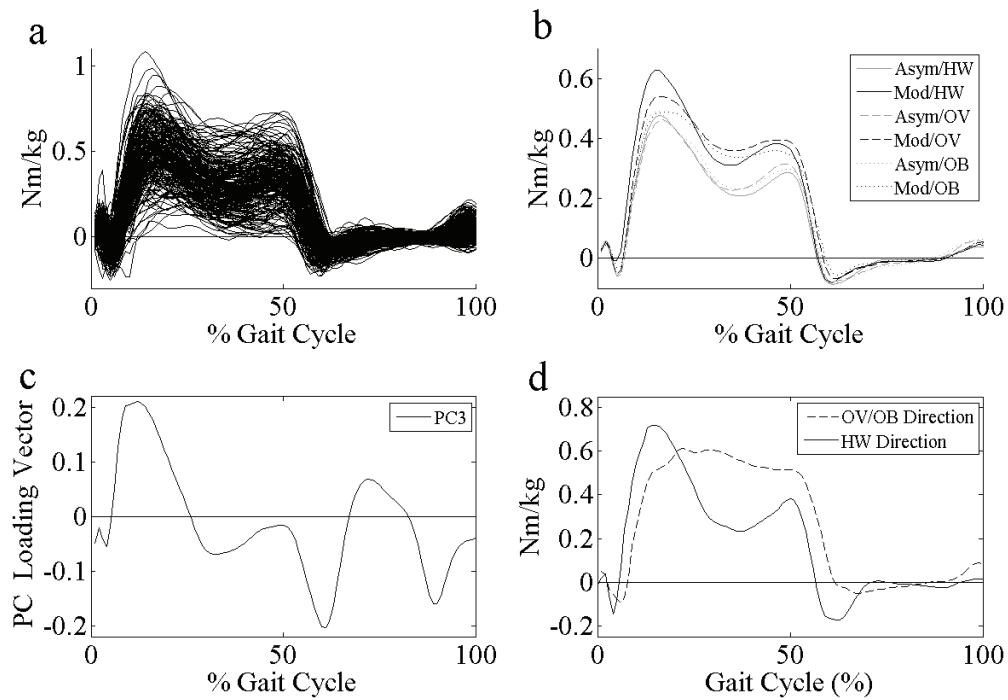 a
1
0.5
0
Nm/kg
0
50
100
% Gait Cycle
b
0.6
0.4
0.2
0
Nm/kg
Asym/HW
Mod/HW
Asym/OV
Mod/OV
Asym/OB
Mod/OB
0
50
100
% Gait Cycle
c
0.2
0.1
0
-0.1
-0.2
PC Loading Vector
PC3
0
50
100
% Gait Cycle
d
0.8
0.6
0.4
0.2
0
-0.2
Nm/kg
OV/OB Direction
HW Direction
0
50
100
Gait Cycle (%)